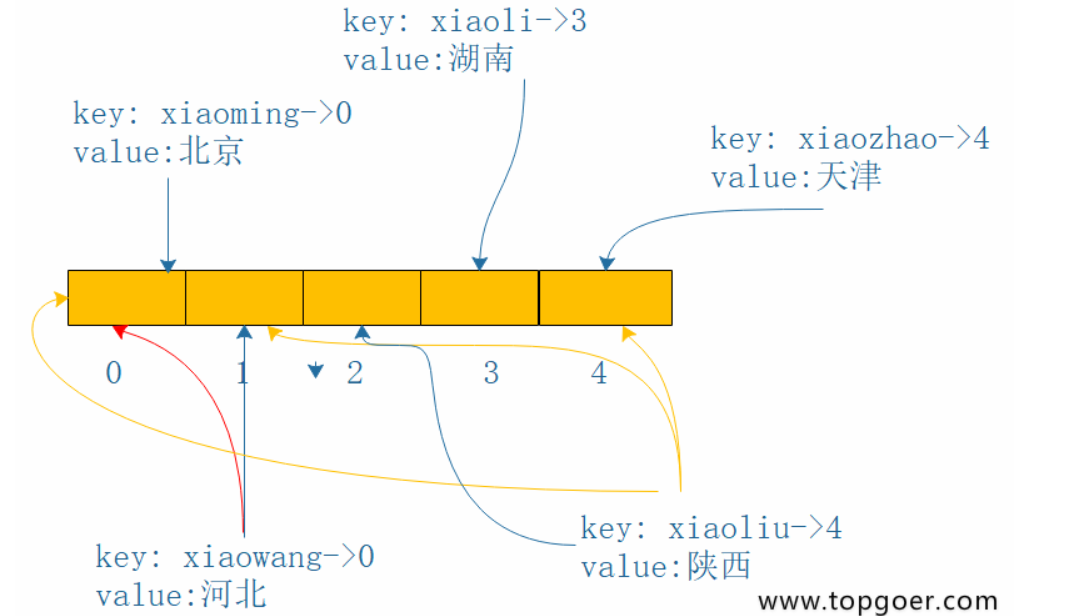 key: xiaoli->3
value:湖南
key: xiaoming->0
value:北京
key: xiaozhao->4
value:天津
0 1 2 3 4
key: xiaoliu->4
value:陕西
key: xiaowang->0
value:河北
www.topgoer.com